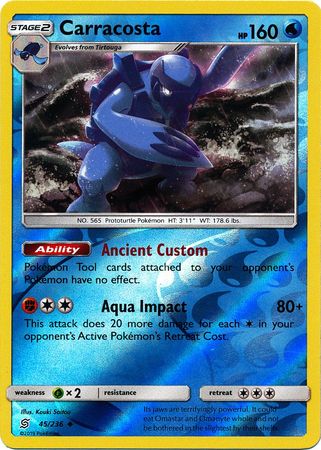 STAGE2
Carracosta
HP160
Evolves from Tirtouga
NO. 565 Prototurtle Pokémon HT: 3'11" WT: 178.6 lbs.
Ability Ancient Custom
Pokémon Tool cards attached to your opponent's
Pokémon have no effect.
Aqua Impact 80+
This attack does 20 more damage for each in your
opponent's Active Pokémon's Retreat Cost.
weakness ×2 resistance retreat
Illus. Kouki Saitou
45/236
©2019 Pokémon
Its jaws are terrifyingly powerful. It could
eat Omastar and Omanyte whole and not
be bothered in the slightest by their shells.